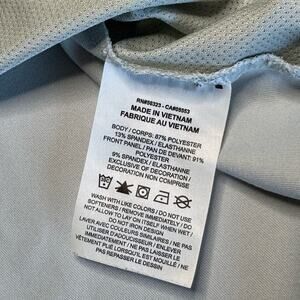 RN#56323 - CA#05553
MADE IN VIETNAM
FABRIQUE AU VIETNAM
BODY / CORPS: 87% POLYESTER
13% SPANDEX / ELASTHANNE
FRONT PANEL / PAN DE DEVANT: 91%
POLYESTER
9% SPANDEX / ELASTHANNE
EXCLUSIVE OF DECORATION /
DECORATION NON COMPRISE
WASH WITH LIKE COLORS / DO NOT USE
SOFTENERS / REMOVE IMMEDIATELY / DO
NOT ALLOW TO LAY ON ITSELF WHEN WET
/ DO NOT IRON DESIGN
LAVER AVEC COULEURS SIMILAIRES / NE PAS
UTILISER D'ADOUCISSEUR / ENLEVER
IMMÉDIATEMENT / NE PAS LAISSER LE
VÊTEMENT PLIÉ LORSQU'IL EST MOUILLÉ / NE
PAS REPASSER LE DESSIN